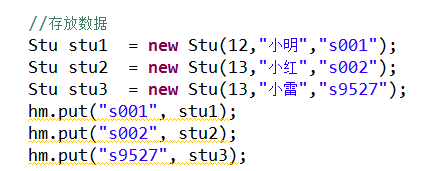 //存放数据
Stu stu1  = new Stu(12,"小明","s001");
Stu stu2  = new Stu(13,"小红","s002");
Stu stu3  = new Stu(13,"小雷","s9527");
hm.put("s001", stu1);
hm.put("s002", stu2);
hm.put("s9527", stu3);